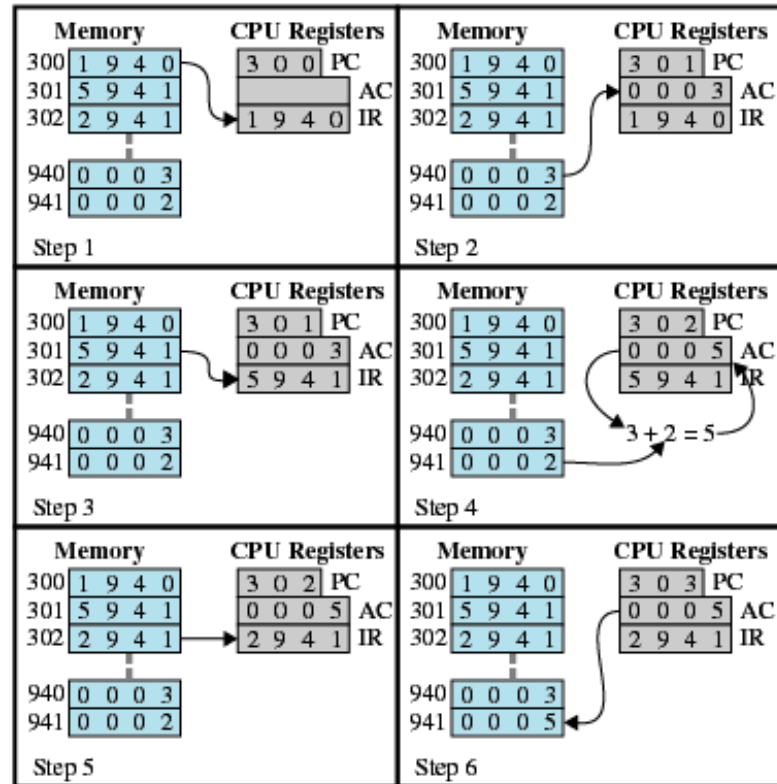 Memory CPU Registers
300 1 9 4 0 3 0 0 PC
301 5 9 4 1 AC
302 2 9 4 1 1 9 4 0 IR
940 0 0 0 3
941 0 0 0 2
Step 1
Memory CPU Registers
300 1 9 4 0 3 0 1 PC
301 5 9 4 1 0 0 0 3 AC
302 2 9 4 1 1 9 4 0 IR
940 0 0 0 3
941 0 0 0 2
Step 2
Memory CPU Registers
300 1 9 4 0 3 0 1 PC
301 5 9 4 1 0 0 0 3 AC
302 2 9 4 1 5 9 4 1 IR
940 0 0 0 3
941 0 0 0 2
Step 3
Memory CPU Registers
300 1 9 4 0 3 0 2 PC
301 5 9 4 1 0 0 0 5 AC
302 2 9 4 1 5 9 4 1 IR
940 0 0 0 3 3 + 2 = 5
941 0 0 0 2
Step 4
Memory CPU Registers
300 1 9 4 0 3 0 2 PC
301 5 9 4 1 0 0 0 5 AC
302 2 9 4 1 2 9 4 1 IR
940 0 0 0 3
941 0 0 0 2
Step 5
Memory CPU Registers
300 1 9 4 0 3 0 3 PC
301 5 9 4 1 0 0 0 5 AC
302 2 9 4 1 2 9 4 1 IR
940 0 0 0 3
941 0 0 0 5
Step 6